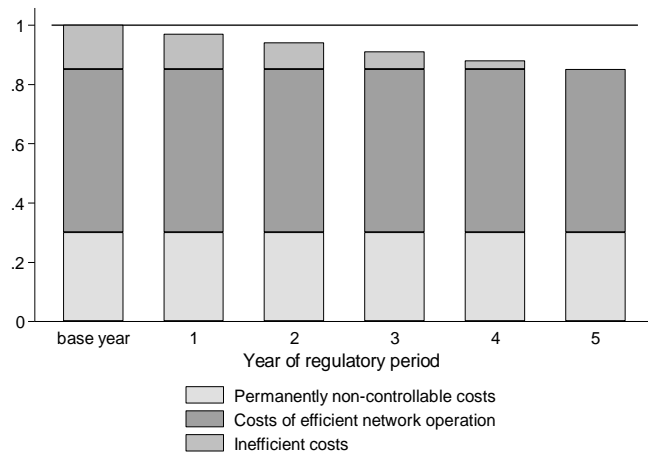 1
.8
.6
.4
.2
0
base year 1 2 3 4 5
Year of regulatory period
Permanently non-controllable costs
Costs of efficient network operation
Inefficient costs